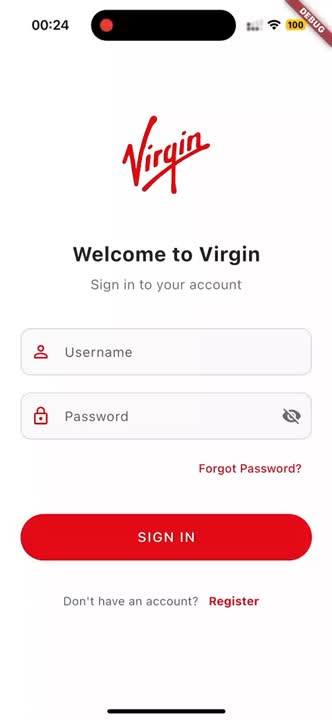 00:24
100
DEBUG
Virgin
Welcome to Virgin
Sign in to your account
Username
Password
Forgot Password?
SIGN IN
Don't have an account? Register